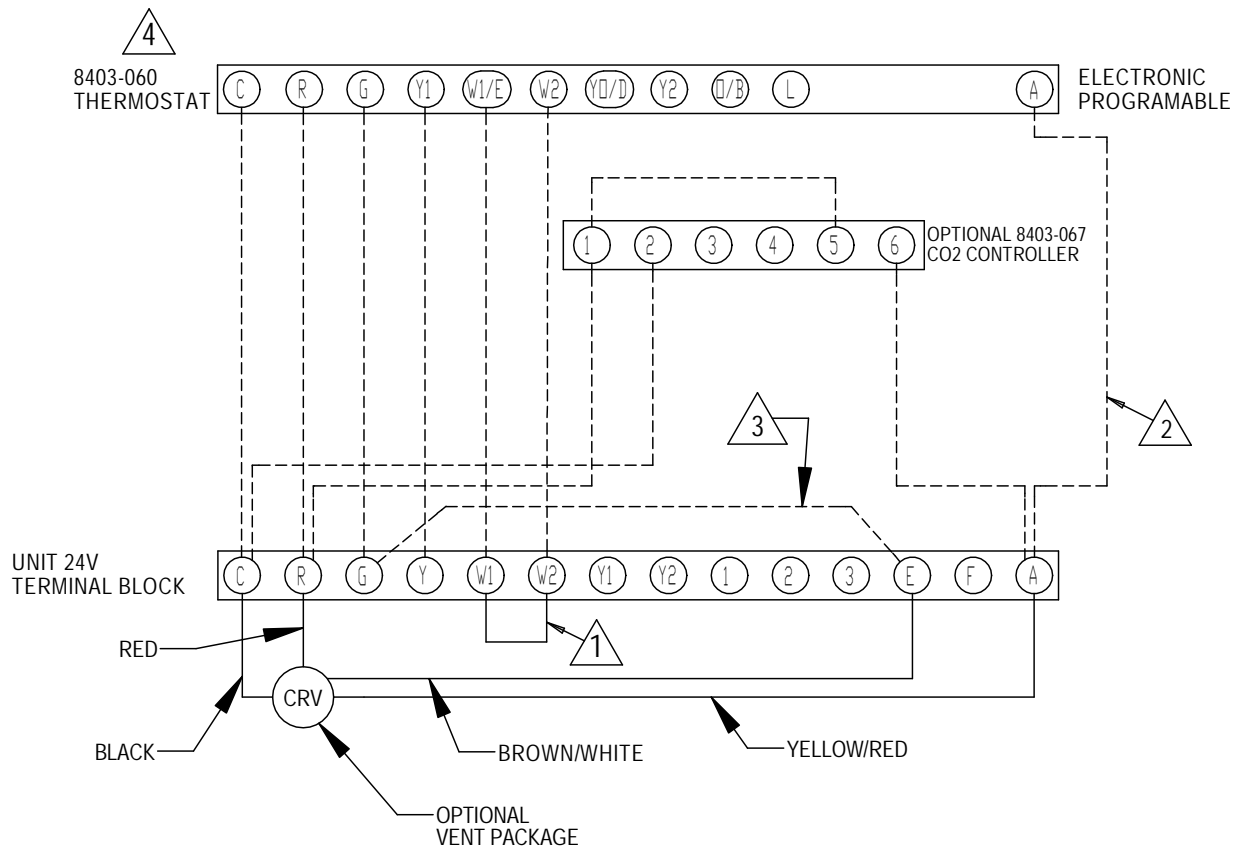 4
8403-060
THERMOSTAT
C R G Y1 W1/E W2 YO/D Y2 O/B L A
ELECTRONIC
PROGRAMABLE
1 2 3 4 5 6
OPTIONAL 8403-067
CO2 CONTROLLER
3
2
UNIT 24V
TERMINAL BLOCK
C R G Y W1 W2 Y1 Y2 1 2 3 E F A
1
RED
CRV
BLACK
BROWN/WHITE
YELLOW/RED
OPTIONAL
VENT PACKAGE